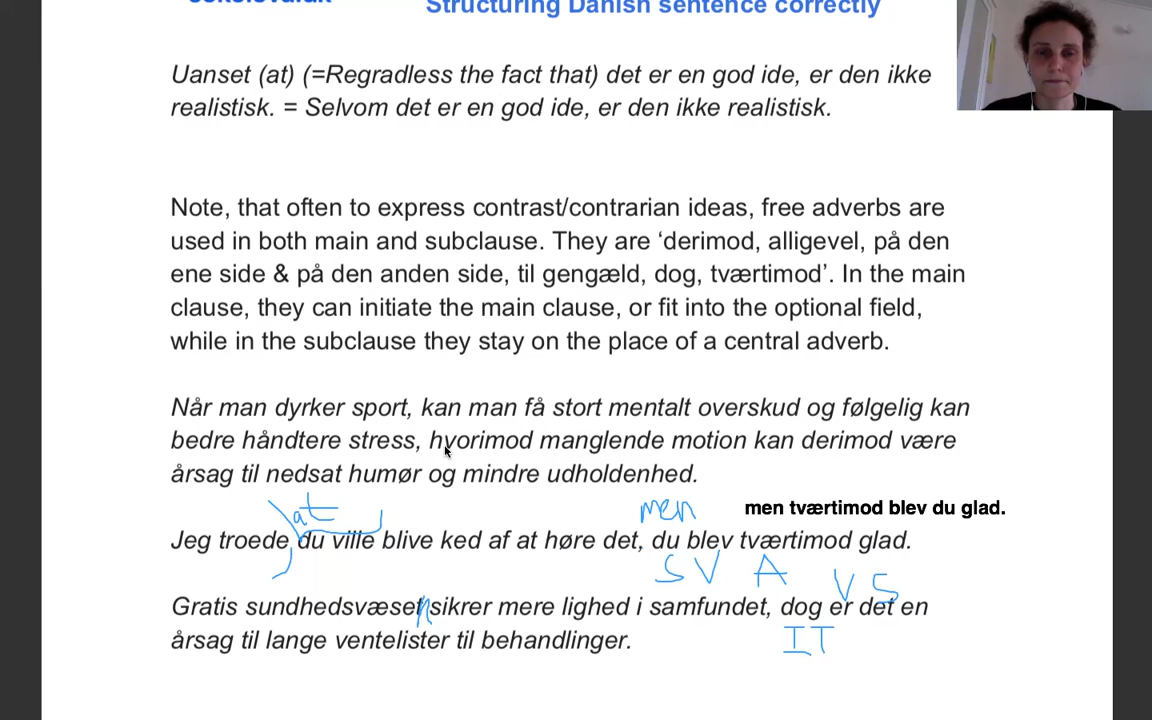 Structuring Danish sentence correctly
Uanset (at) (=Regradless the fact that) det er en god ide, er den ikke
realistisk. = Selvom det er en god ide, er den ikke realistisk.
Note, that often to express contrast/contrarian ideas, free adverbs are
used in both main and subclause. They are ‘derimod, alligevel, på den
ene side & på den anden side, til gengæld, dog, tværtimod’. In the main
clause, they can initiate the main clause, or fit into the optional field,
while in the subclause they stay on the place of a central adverb.
Når man dyrker sport, kan man få stort mentalt overskud og følgelig kan
bedre håndtere stress, hvorimod manglende motion kan derimod være
årsag til nedsat humør og mindre udholdenhed.
at men men tværtimod blev du glad.
Jeg troede, du ville blive ked af at høre det, du blev tværtimod glad.
S V A V S
Gratis sundhedsvæsen sikrer mere lighed i samfundet, dog er det en
årsag til lange ventelister til behandlinger.
IT